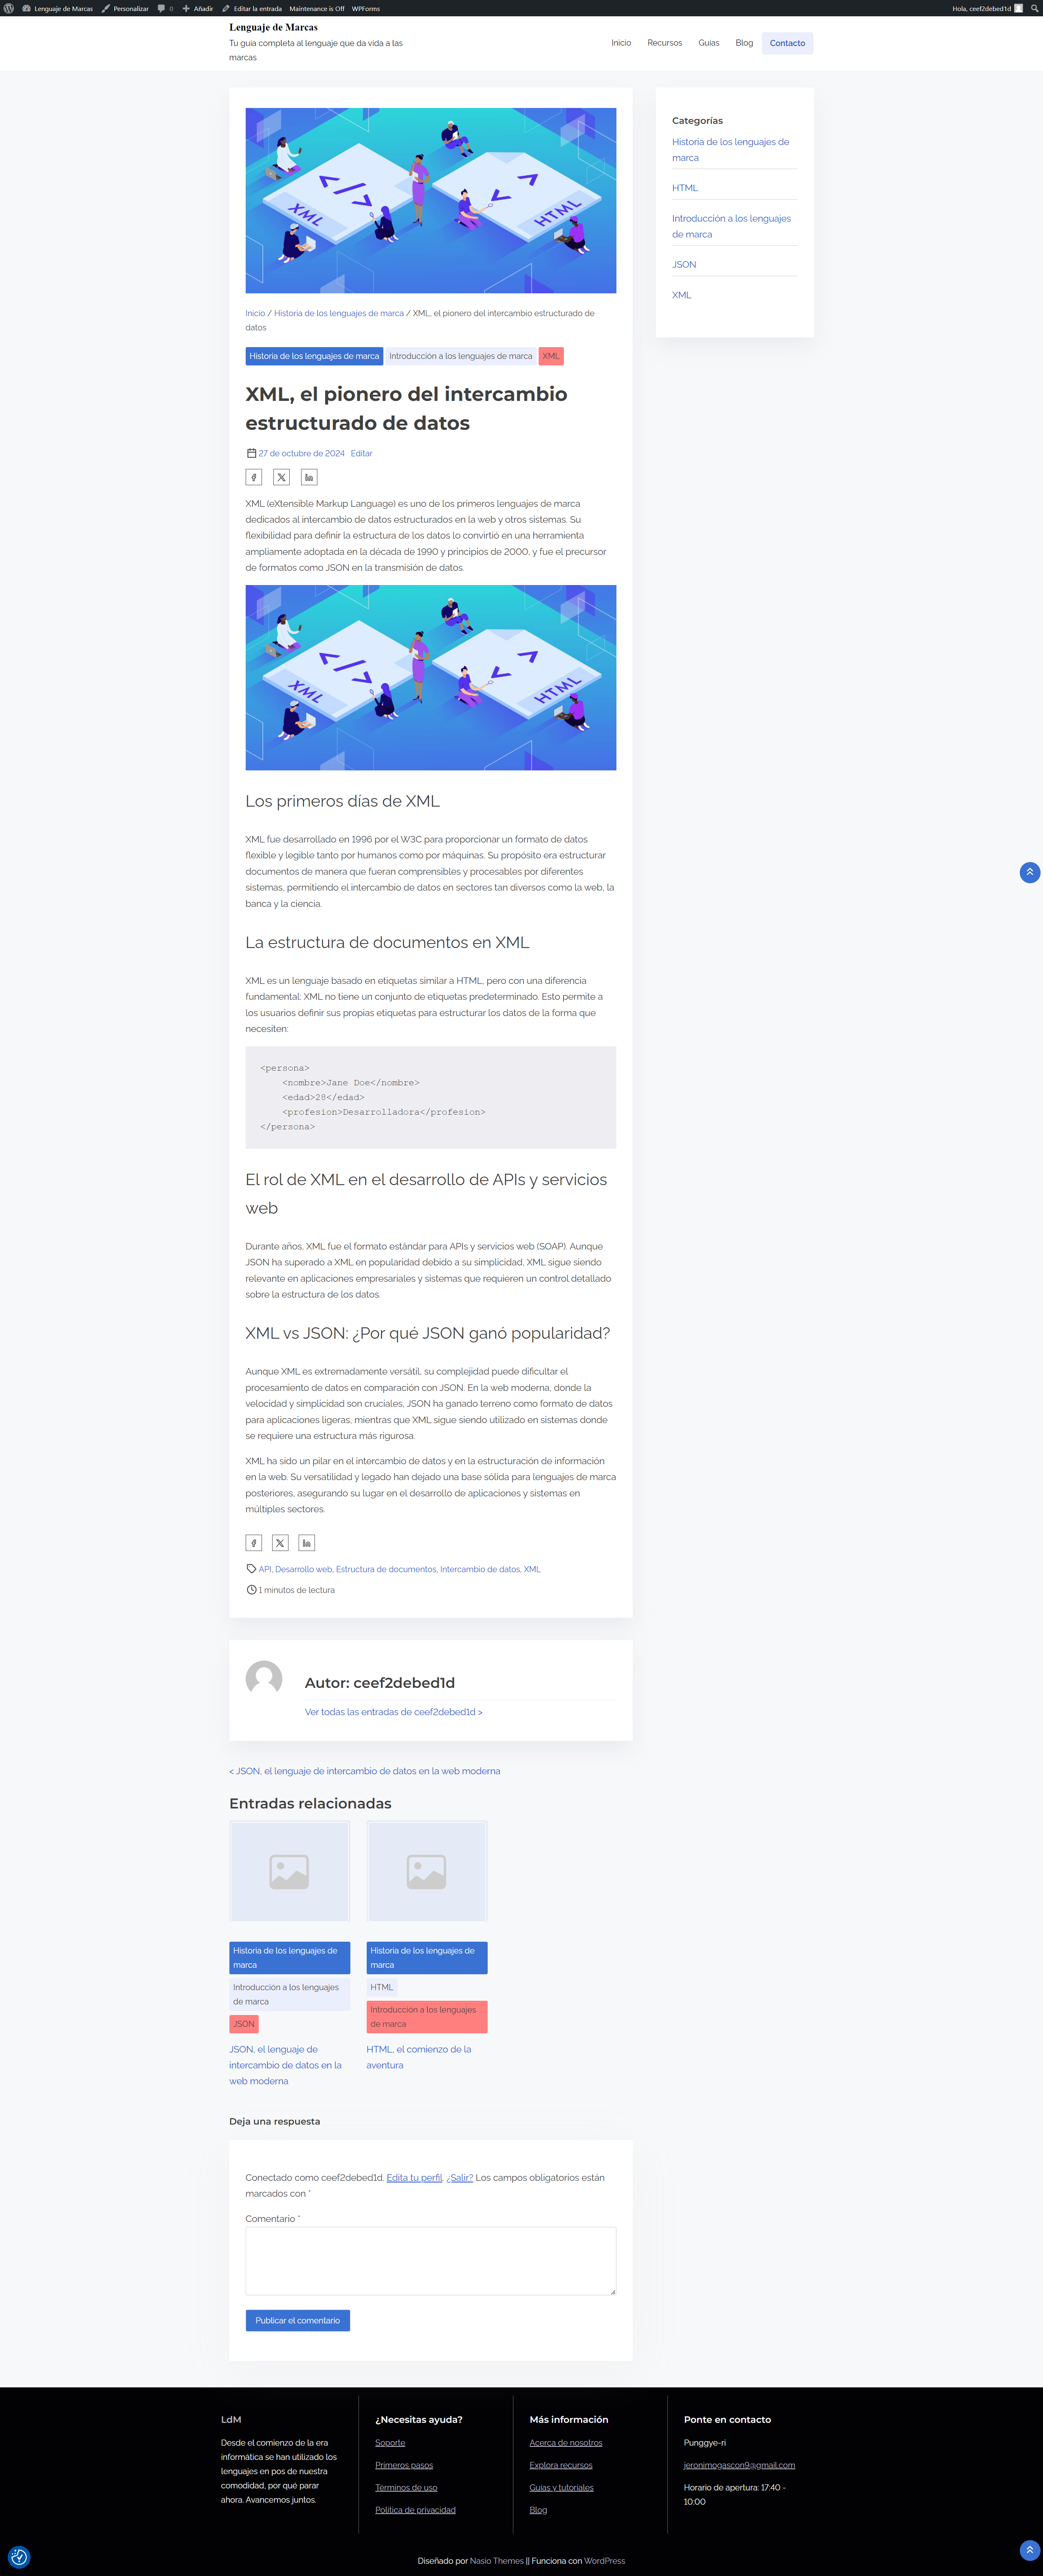 Lenguaje de Marcas
Personalizar
0
Añadir
Editar la entrada
Maintenance is Off
WPForms
Hola, ceef2debed1d
Lenguaje de Marcas
Tu guía completa al lenguaje que da vida a las
marcas
Inicio
Recursos
Guías
Blog
Contacto
XML
</>
< >
HTML
Categorías
Historia de los lenguajes de
marca
HTML
Introducción a los lenguajes
de marca
JSON
XML
Inicio / Historia de los lenguajes de marca / XML, el pionero del intercambio estructurado de
datos
Historia de los lenguajes de marca
Introducción a los lenguajes de marca
XML
XML, el pionero del intercambio
estructurado de datos
27 de octubre de 2024
Editar
XML (eXtensible Markup Language) es uno de los primeros lenguajes de marca
dedicados al intercambio de datos estructurados en la web y otros sistemas. Su
flexibilidad para definir la estructura de los datos lo convirtió en una herramienta
ampliamente adoptada en la década de 1990 y principios de 2000, y fue el precursor
de formatos como JSON en la transmisión de datos.
XML
</>
< >
HTML
Los primeros días de XML
XML fue desarrollado en 1996 por el W3C para proporcionar un formato de datos
flexible y legible tanto por humanos como por máquinas. Su propósito era estructurar
documentos de manera que fueran comprensibles y procesables por diferentes
sistemas, permitiendo el intercambio de datos en sectores tan diversos como la web, la
banca y la ciencia.
La estructura de documentos en XML
XML es un lenguaje basado en etiquetas similar a HTML, pero con una diferencia
fundamental: XML no tiene un conjunto de etiquetas predeterminado. Esto permite a
los usuarios definir sus propias etiquetas para estructurar los datos de la forma que
necesiten:
<persona>
    <nombre>Jane Doe</nombre>
    <edad>28</edad>
    <profesion>Desarrolladora</profesion>
</persona>
El rol de XML en el desarrollo de APIs y servicios
web
Durante años, XML fue el formato estándar para APIs y servicios web (SOAP). Aunque
JSON ha superado a XML en popularidad debido a su simplicidad, XML sigue siendo
relevante en aplicaciones empresariales y sistemas que requieren un control detallado
sobre la estructura de los datos.
XML vs JSON: ¿Por qué JSON ganó popularidad?
Aunque XML es extremadamente versátil, su complejidad puede dificultar el
procesamiento de datos en comparación con JSON. En la web moderna, donde la
velocidad y simplicidad son cruciales, JSON ha ganado terreno como formato de datos
para aplicaciones ligeras, mientras que XML sigue siendo utilizado en sistemas donde
se requiere una estructura más rigurosa.
XML ha sido un pilar en el intercambio de datos y en la estructuración de información
en la web. Su versatilidad y legado han dejado una base sólida para lenguajes de marca
posteriores, asegurando su lugar en el desarrollo de aplicaciones y sistemas en
múltiples sectores.
API, Desarrollo web, Estructura de documentos, Intercambio de datos, XML
1 minutos de lectura
Autor: ceef2debed1d
Ver todas las entradas de ceef2debed1d >
< JSON, el lenguaje de intercambio de datos en la web moderna
Entradas relacionadas
Historia de los lenguajes de
marca
Introducción a los lenguajes
de marca
JSON
JSON, el lenguaje de
intercambio de datos en la
web moderna
Historia de los lenguajes de
marca
HTML
Introducción a los lenguajes
de marca
HTML, el comienzo de la
aventura
Deja una respuesta
Conectado como ceef2debed1d. Edita tu perfil. ¿Salir? Los campos obligatorios están
marcados con *
Comentario *
Publicar el comentario
LdM
Desde el comienzo de la era
informática se han utilizado los
lenguajes en pos de nuestra
comodidad, por qué parar
ahora. Avancemos juntos.
¿Necesitas ayuda?
Soporte
Primeros pasos
Términos de uso
Política de privacidad
Más información
Acerca de nosotros
Explora recursos
Guías y tutoriales
Blog
Ponte en contacto
Punggye-ri
jeronimogascon9@gmail.com
Horario de apertura: 17:40 -
10:00
Diseñado por Nasio Themes || Funciona con WordPress